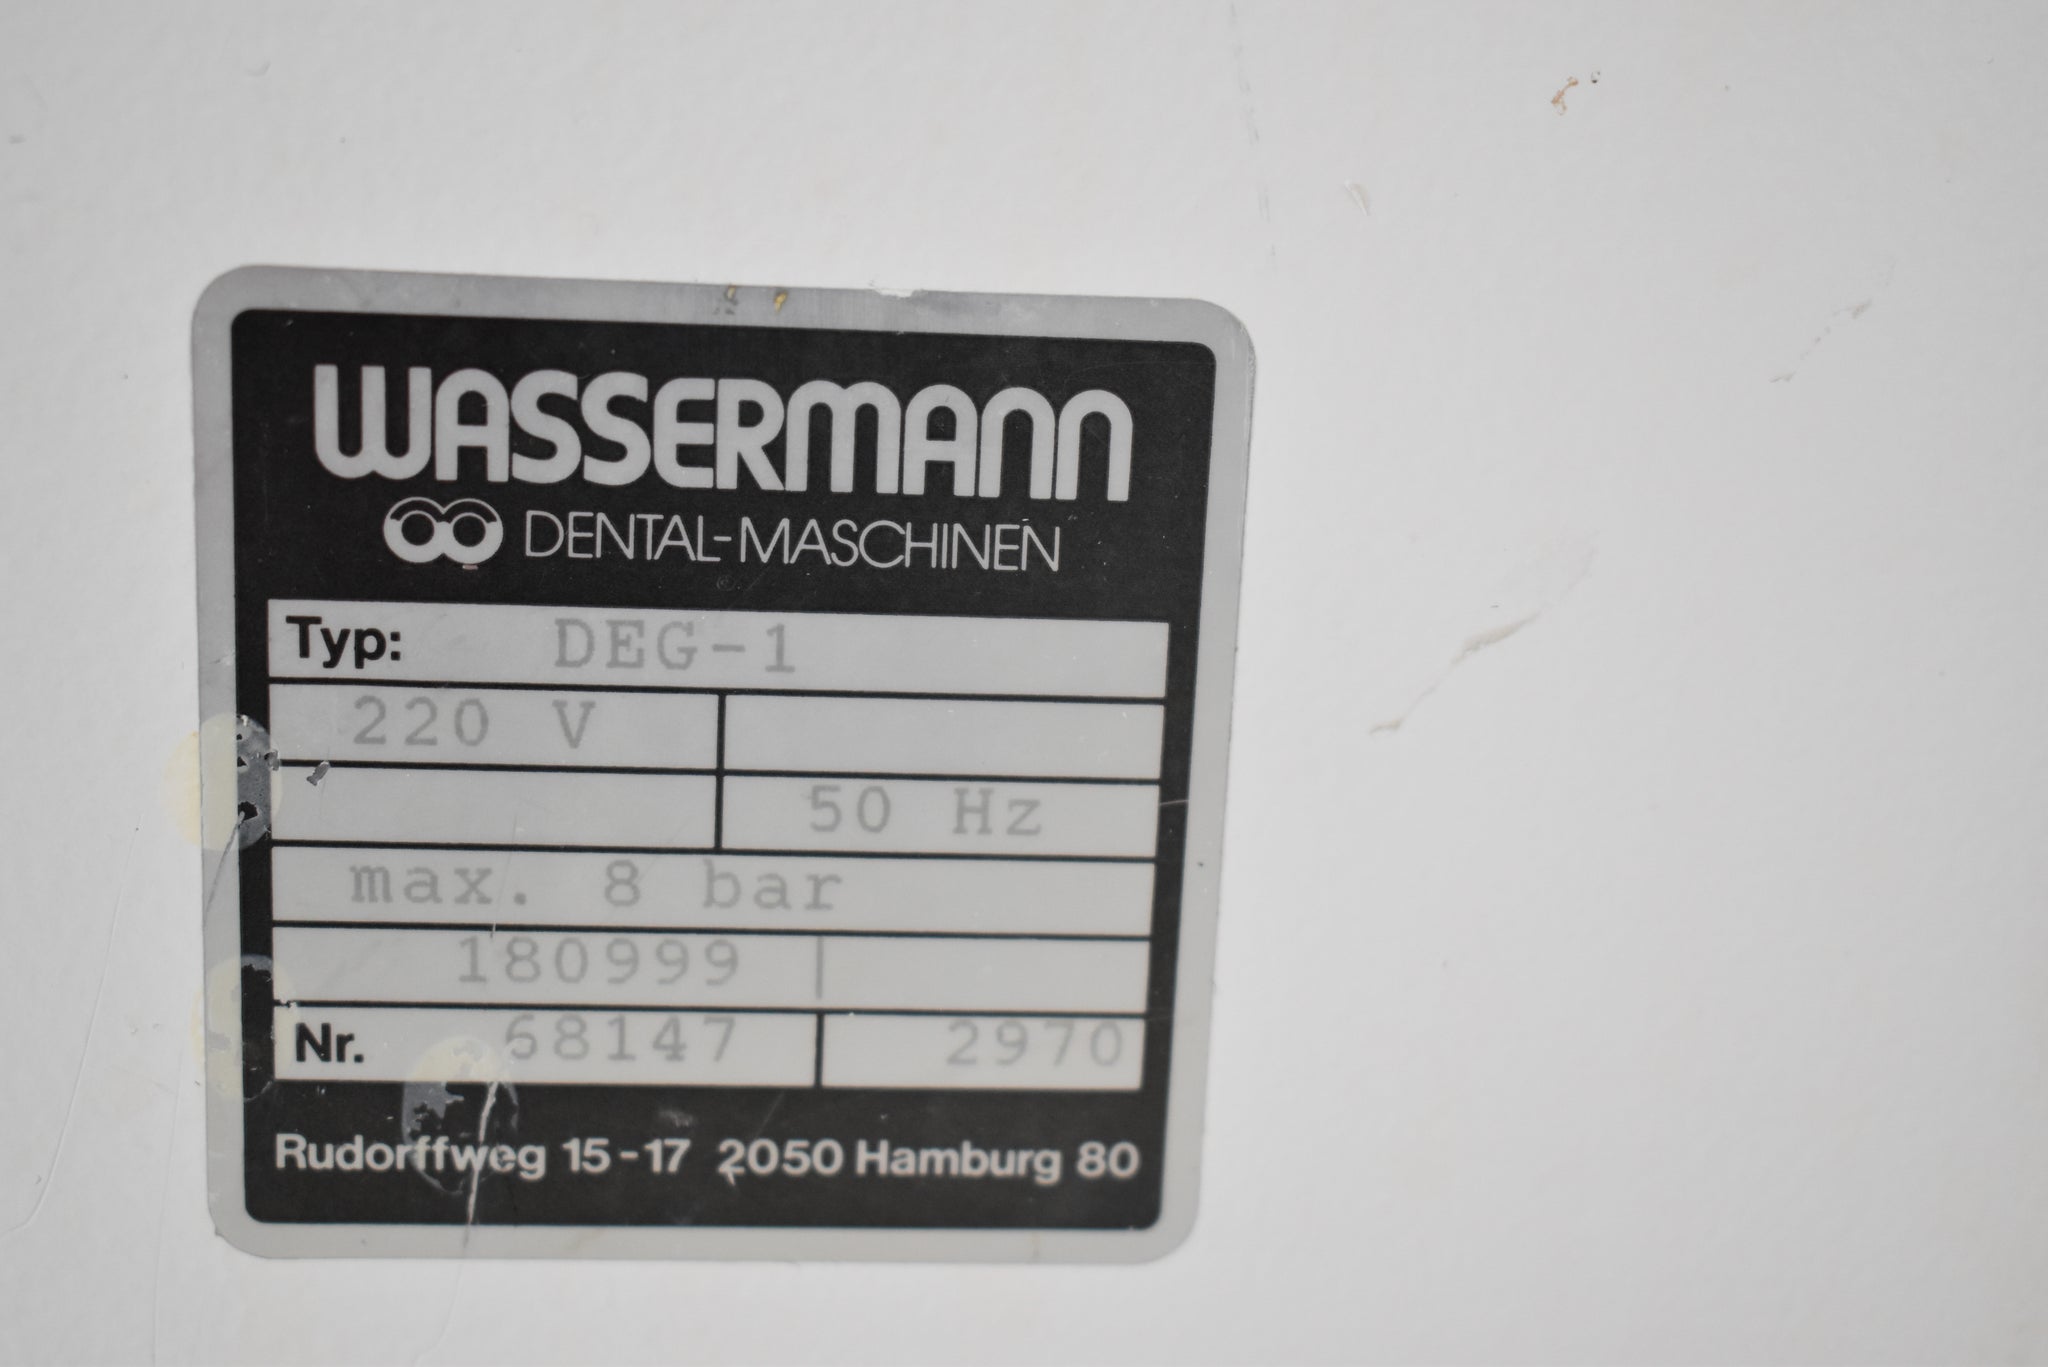 WASSERMANN
DENTAL-MASCHINEN
Typ: DEG-1
220 V
50 Hz
max. 8 bar
180999 |
Nr. 68147 2970
Rudorffweg 15-17 2050 Hamburg 80